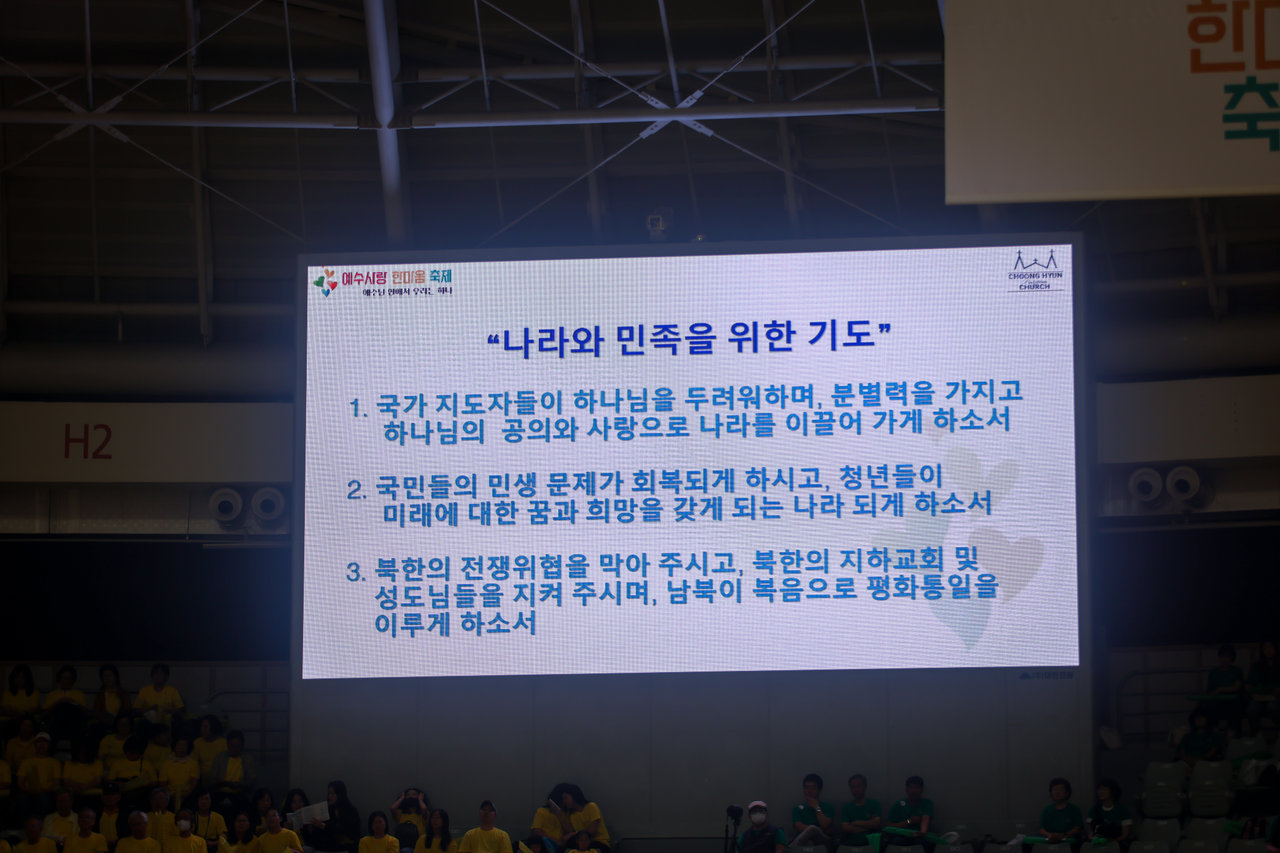 한마
축
예수사랑 한마음 축제
예수님 안에서 우리는 하나
CHOONG HYUN
CHURCH
“나라와 민족을 위한 기도”
1. 국가 지도자들이 하나님을 두려워하며, 분별력을 가지고
하나님의 공의와 사랑으로 나라를 이끌어 가게 하소서
H2
2. 국민들의 민생 문제가 회복되게 하시고, 청년들이
미래에 대한 꿈과 희망을 갖게 되는 나라 되게 하소서
3. 북한의 전쟁위협을 막아 주시고, 북한의 지하교회 및
성도님들을 지켜 주시며, 남북이 복음으로 평화통일을
이루게 하소서